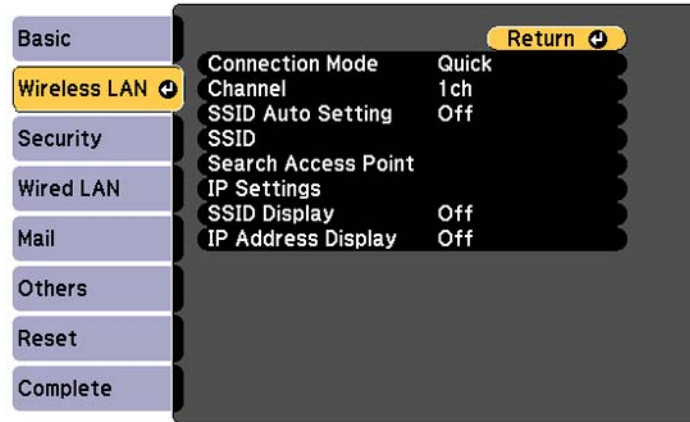 Basic
Wireless LAN
Security
Wired LAN
Mail
Others
Reset
Complete
Return
Connection Mode Quick
Channel 1ch
SSID Auto Setting Off
SSID
Search Access Point
IP Settings
SSID Display Off
IP Address Display Off